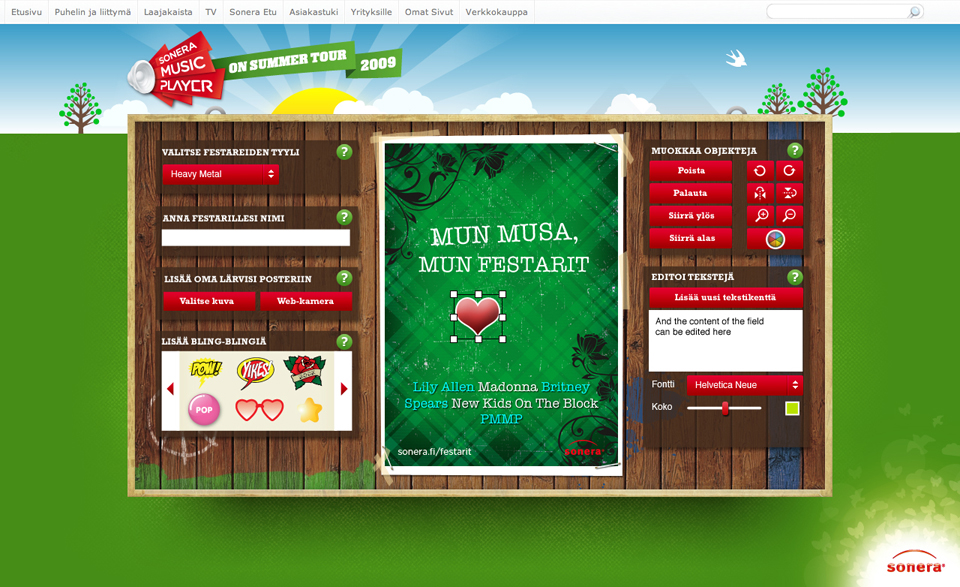 Etusivu Puhelin ja liittymä Laajakaista TV Sonera Etu Asiakastuki Yrityksille Omat Sivut Verkkokauppa
SONERA
MUSIC
PLAYER
ON SUMMER TOUR
2009
VALITSE FESTAREIDEN TYYLI ?
Heavy Metal
ANNA FESTARILLESI NIMI ?
LISÄÄ OMA LÄRVISI POSTERIIN ?
Valitse kuva Web-kamera
LISÄÄ BLING-BLINGIÄ ?
POW!
YIKES!
POP
MUN MUSA,
MUN FESTARIT
Lily Allen Madonna Britney
Spears New Kids On The Block
PMMP
sonera.fi/festarit
sonera
MUOKKAA OBJEKTEJA ?
Poista
Palauta
Siirrä ylös
Siirrä alas
EDITOI TEKSTEJÄ ?
Lisää uusi tekstikenttä
And the content of the field
can be edited here
Fontti Helvetica Neue
Koko
sonera